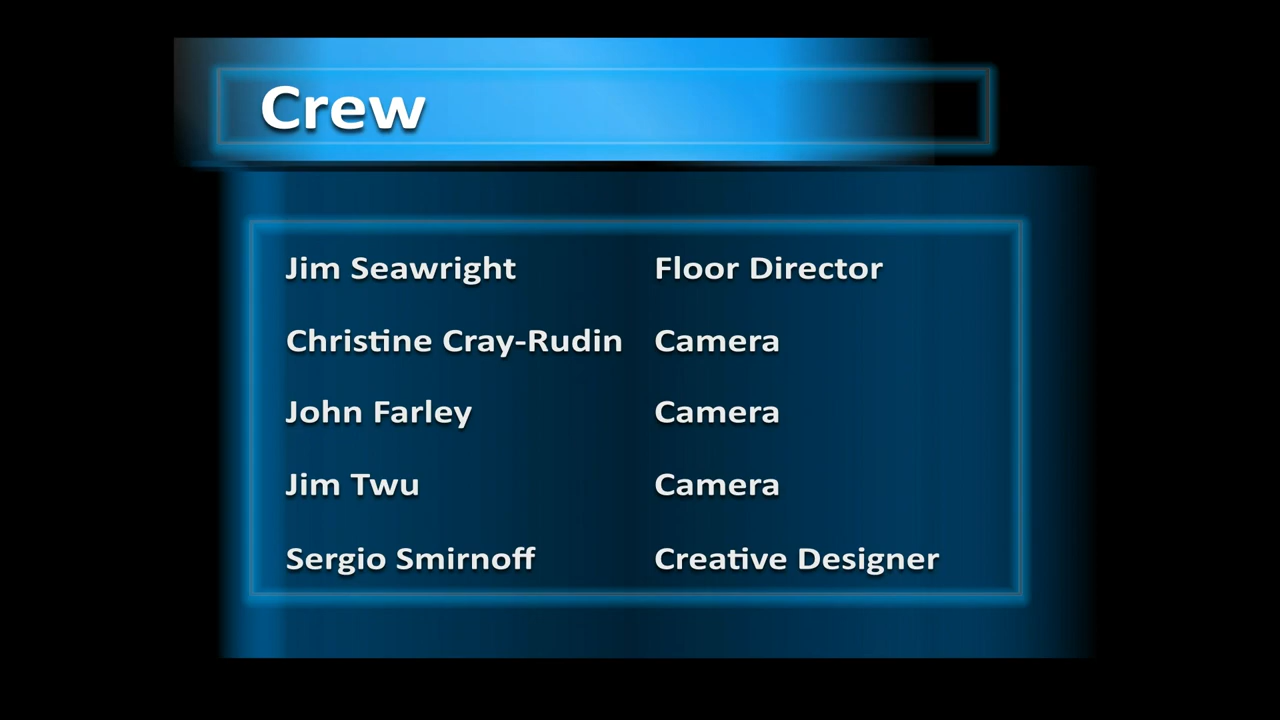 Crew
Jim Seawright Floor Director
Christine Cray-Rudin Camera
John Farley Camera
Jim Twu Camera
Sergio Smirnoff Creative Designer